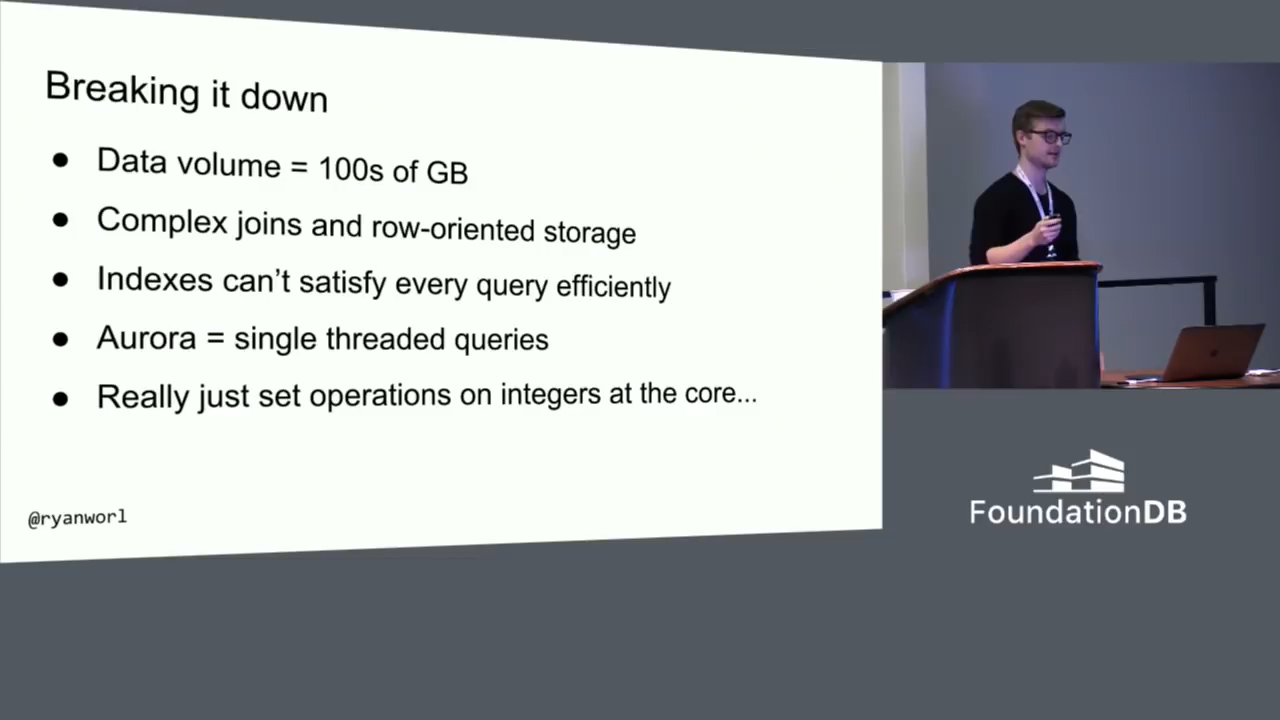 Breaking it down
● Data volume = 100s of GB
● Complex joins and row-oriented storage
● Indexes can’t satisfy every query efficiently
● Aurora = single threaded queries
● Really just set operations on integers at the core...
@ryanworl
FoundationDB